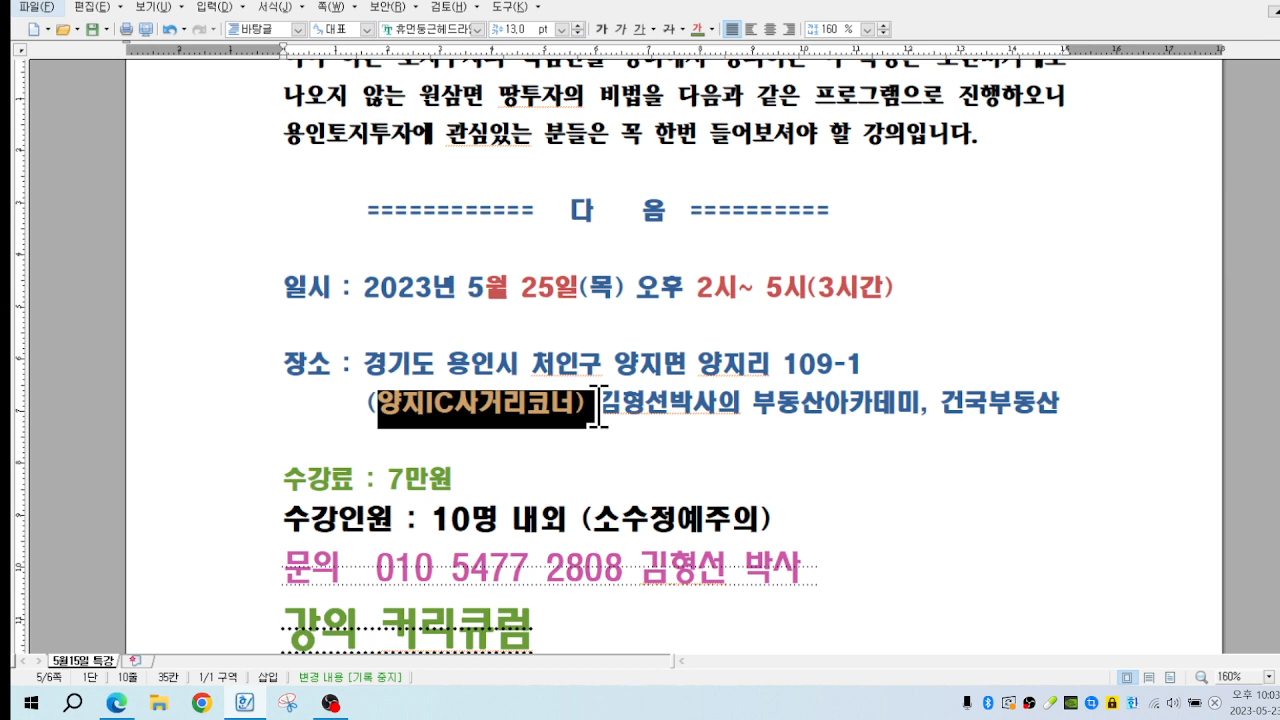 파일(F) 편집(E) 보기(U) 입력(D) 서식(J) 쪽(W) 보안(R) 검토(H) 도구(K)
바탕글 대표 휴먼둥근헤드라 13,0 pt 가 가 가 가 가 160 %
나오지 않는 원삼면 땅투자의 비법을 다음과 같은 프로그램으로 진행하오니
용인토지투자에 관심있는 분들은 꼭 한번 들어보셔야 할 강의입니다.
============ 다 음 ==========
일시 : 2023년 5월 25일(목) 오후 2시~ 5시(3시간)
장소 : 경기도 용인시 처인구 양지면 양지리 109-1
(양지IC사거리코너) 김형선박사의 부동산아카데미, 건국부동산
수강료 : 7만원
수강인원 : 10명 내외 (소수정예주의)
문의 010 5477 2808 김형선 박사
강의 커리큐럼
5월15일 특강
5/6쪽 1단 10줄 35칸 1/1 구역 삽입 변경 내용 [기록 중지] 160%
오후 10:03
2023-05-23